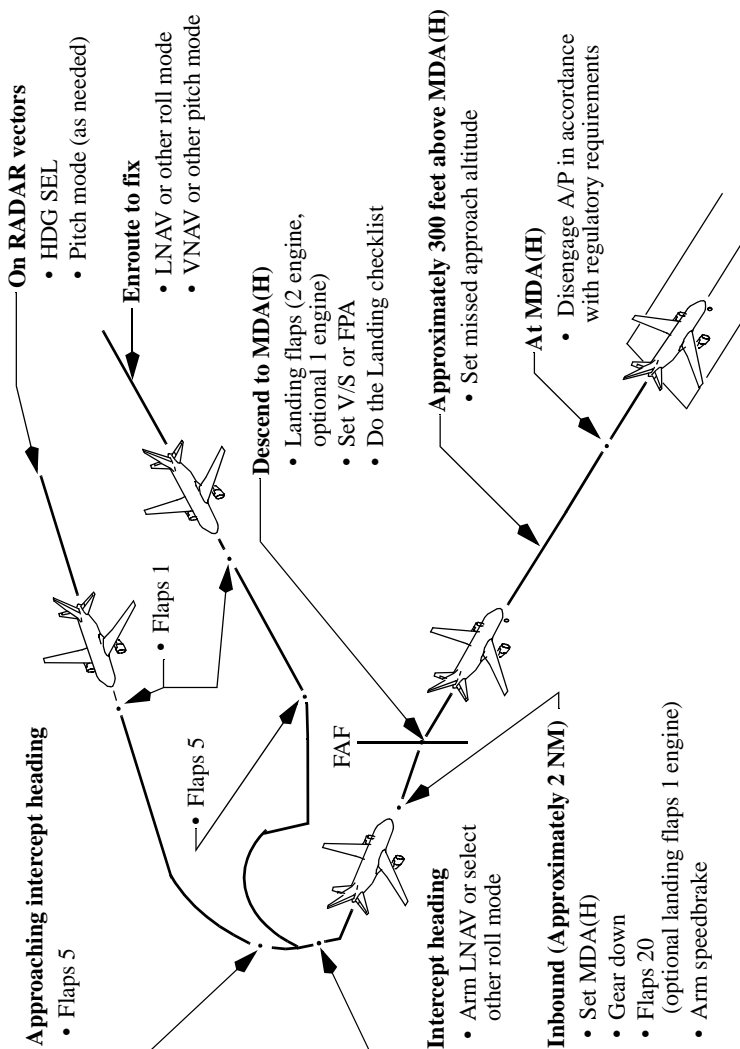 On RADAR vectors
• HDG SEL
• Pitch mode (as needed)
Enroute to fix
• LNAV or other roll mode
• VNAV or other pitch mode
• Flaps 1
Approaching intercept heading
• Flaps 5
• Flaps 5
Descend to MDA(H)
• Landing flaps (2 engine,
optional 1 engine)
• Set V/S or FPA
• Do the Landing checklist
FAF
Intercept heading
• Arm LNAV or select
other roll mode
Inbound (Approximately 2 NM)
• Set MDA(H)
• Gear down
• Flaps 20
(optional landing flaps 1 engine)
• Arm speedbrake
Approximately 300 feet above MDA(H)
• Set missed approach altitude
At MDA(H)
• Disengage A/P in accordance
with regulatory requirements